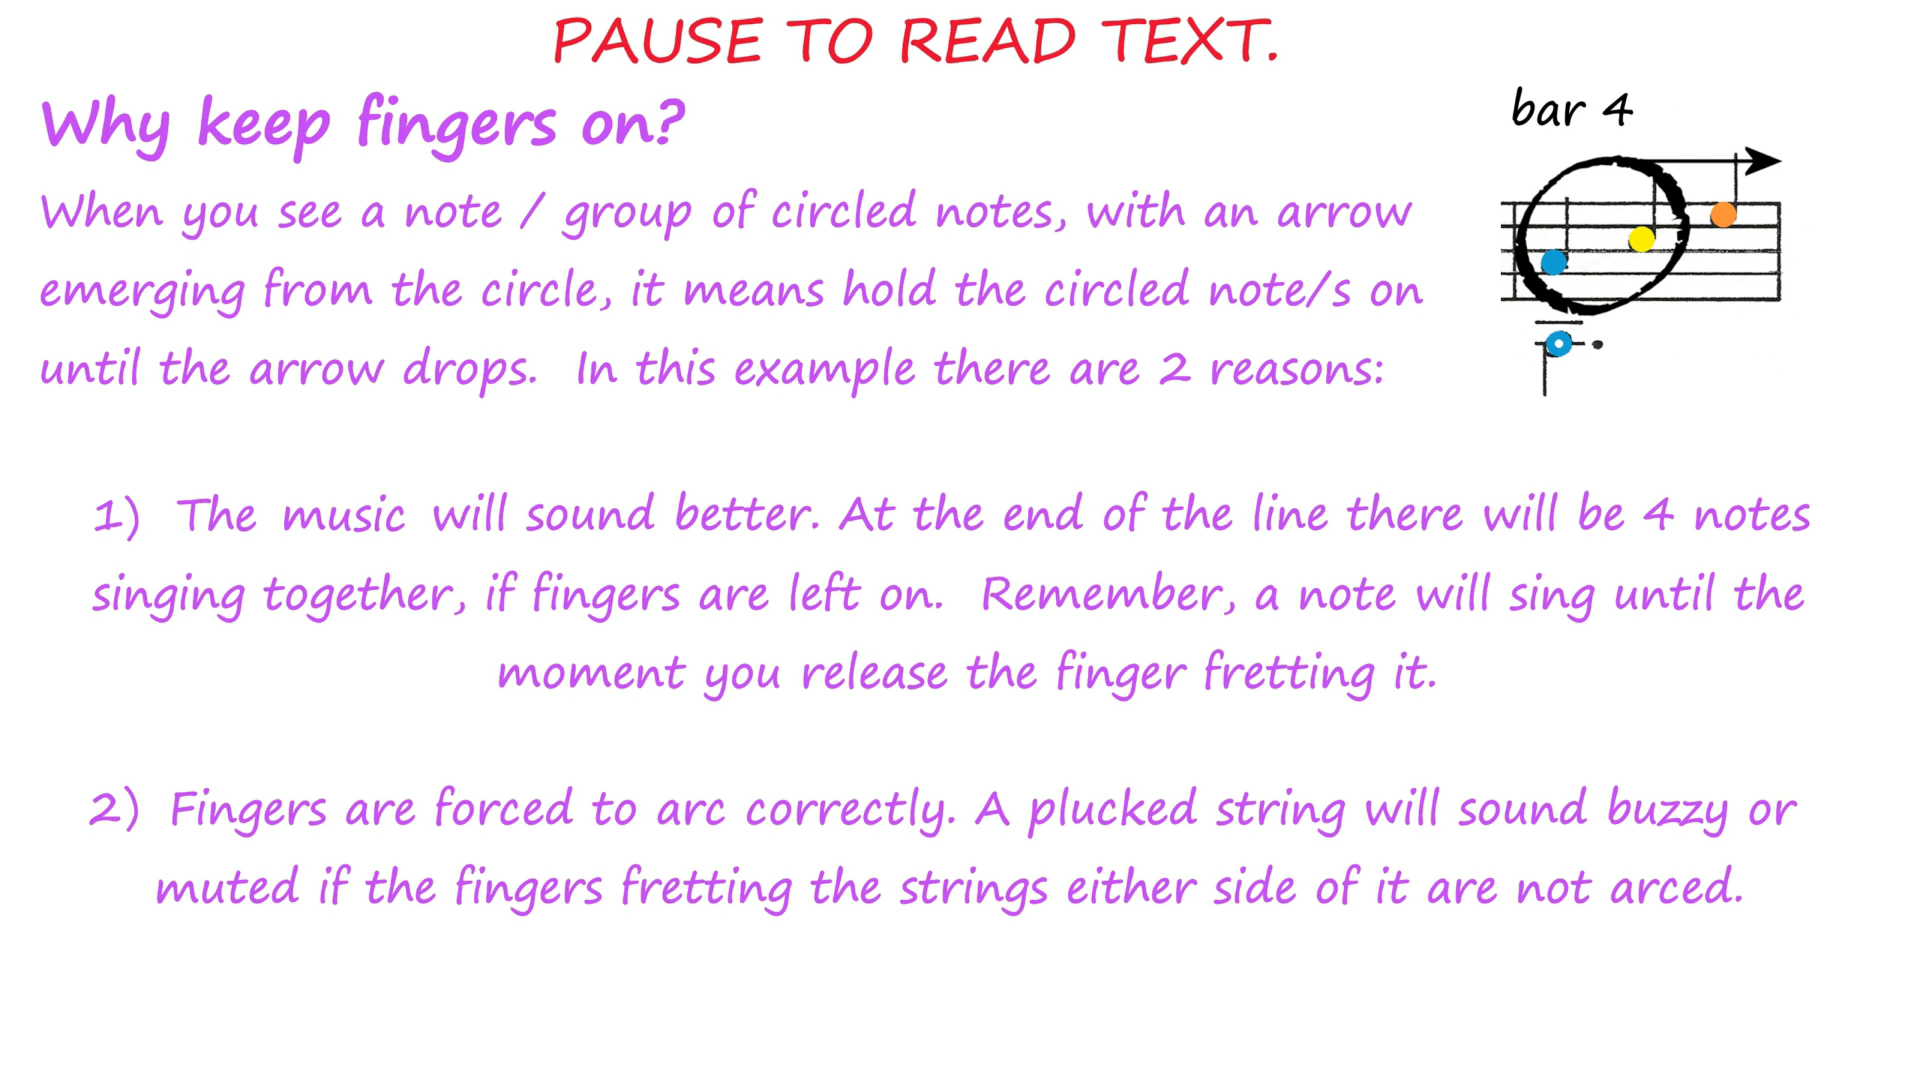 PAUSE TO READ TEXT.
Why keep fingers on?
bar 4
When you see a note / group of circled notes, with an arrow
emerging from the circle, it means hold the circled note/s on
until the arrow drops. In this example there are 2 reasons:
1) The music will sound better. At the end of the line there will be 4 notes
singing together, if fingers are left on. Remember, a note will sing until the
moment you release the finger fretting it.
2) Fingers are forced to arc correctly. A plucked string will sound buzzy or
muted if the fingers fretting the strings either side of it are not arced.